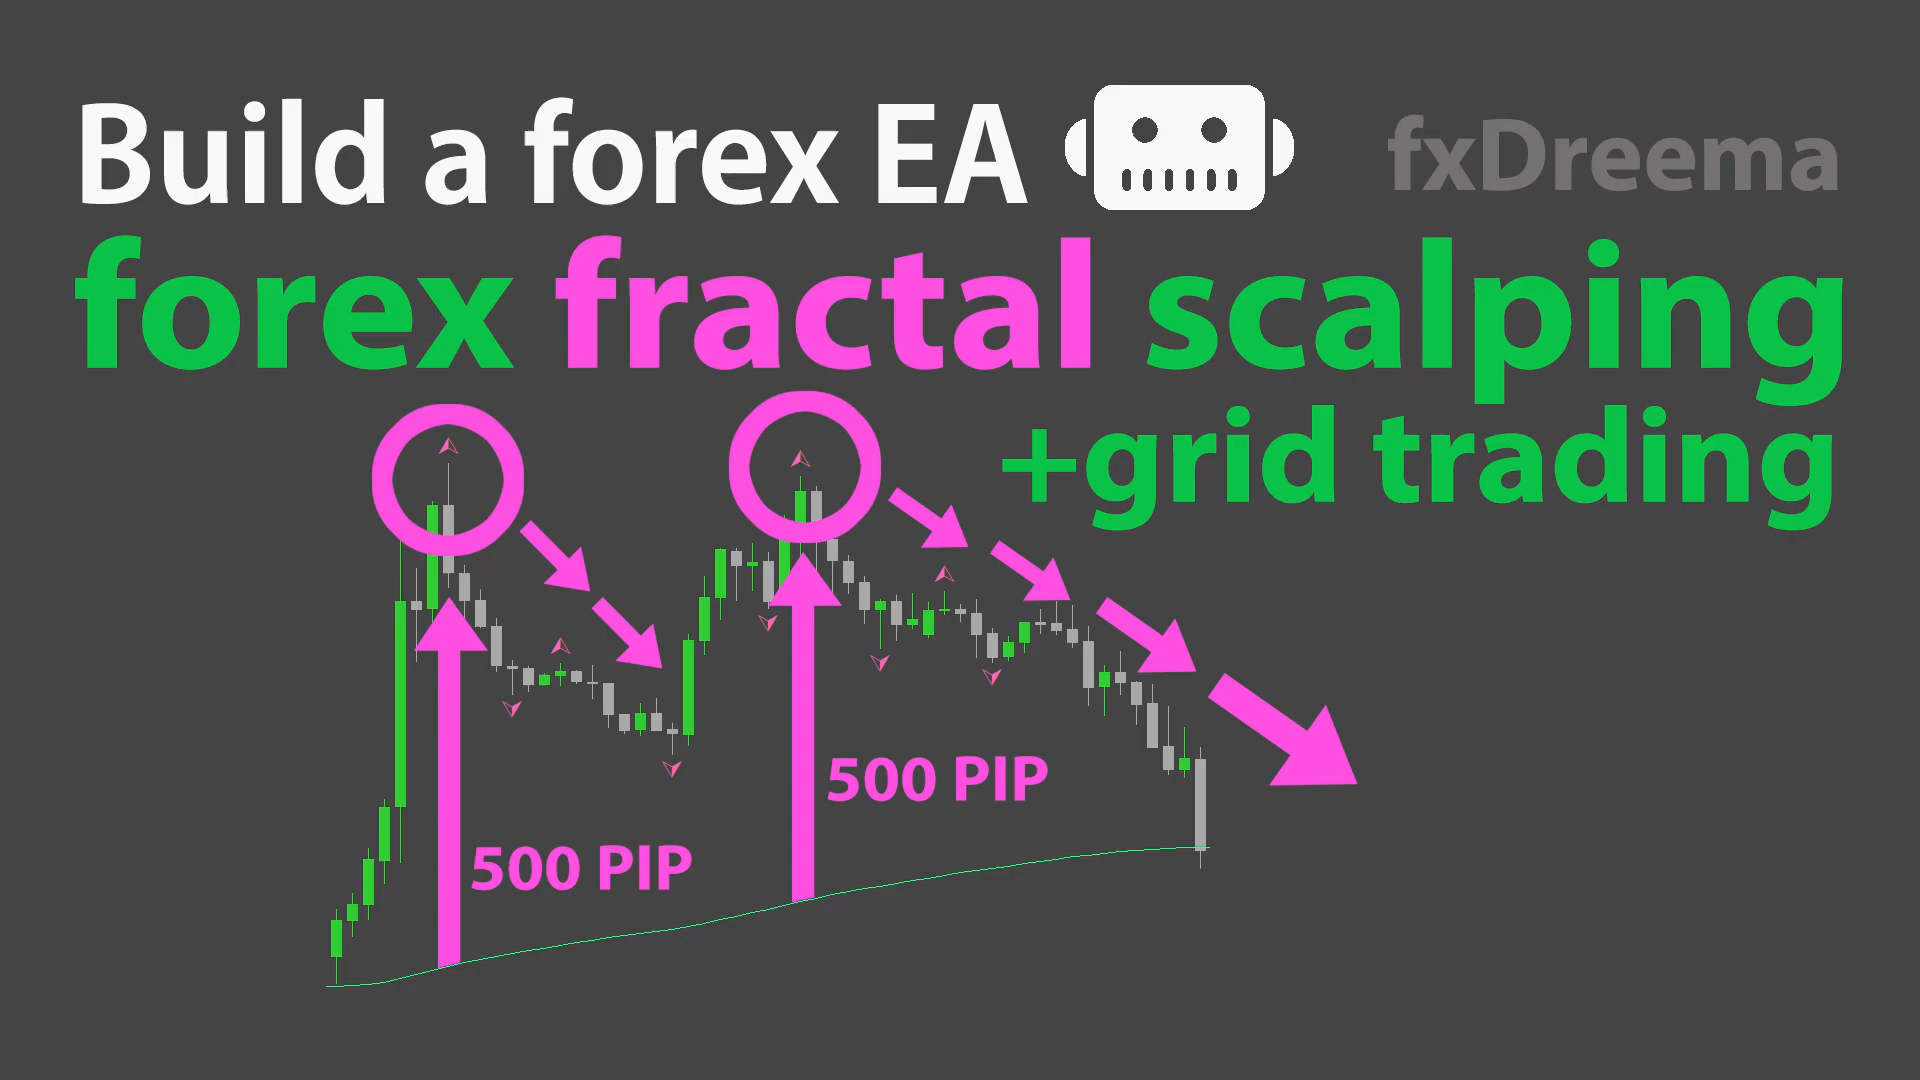 Build a forex EA fxDreema
forex fractal scalping
+grid trading
500 PIP
500 PIP